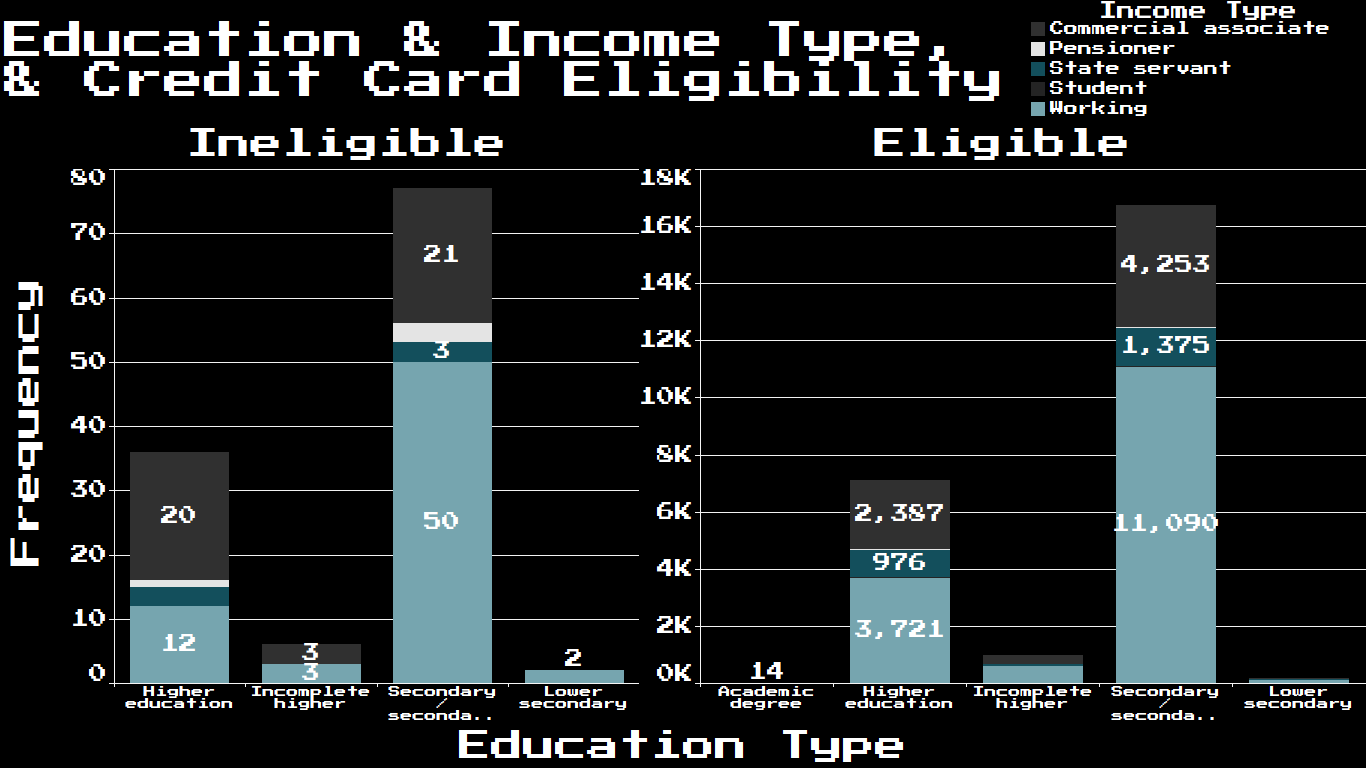 Education & Income Type,
& Credit Card Eligibility
Income Type
Commercial associate
Pensioner
State servant
Student
Working
Ineligible
Eligible
Frequency
80
70
60
50
40
30
20
10
0
21
3
50
20
12
3
3
2
Higher
education
Incomplete
higher
Secondary
/
seconda..
Lower
secondary
18K
16K
14K
12K
10K
8K
6K
4K
2K
0K
4,253
1,375
11,090
2,387
976
3,721
14
Academic
degree
Higher
education
Incomplete
higher
Secondary
/
seconda..
Lower
secondary
Education Type